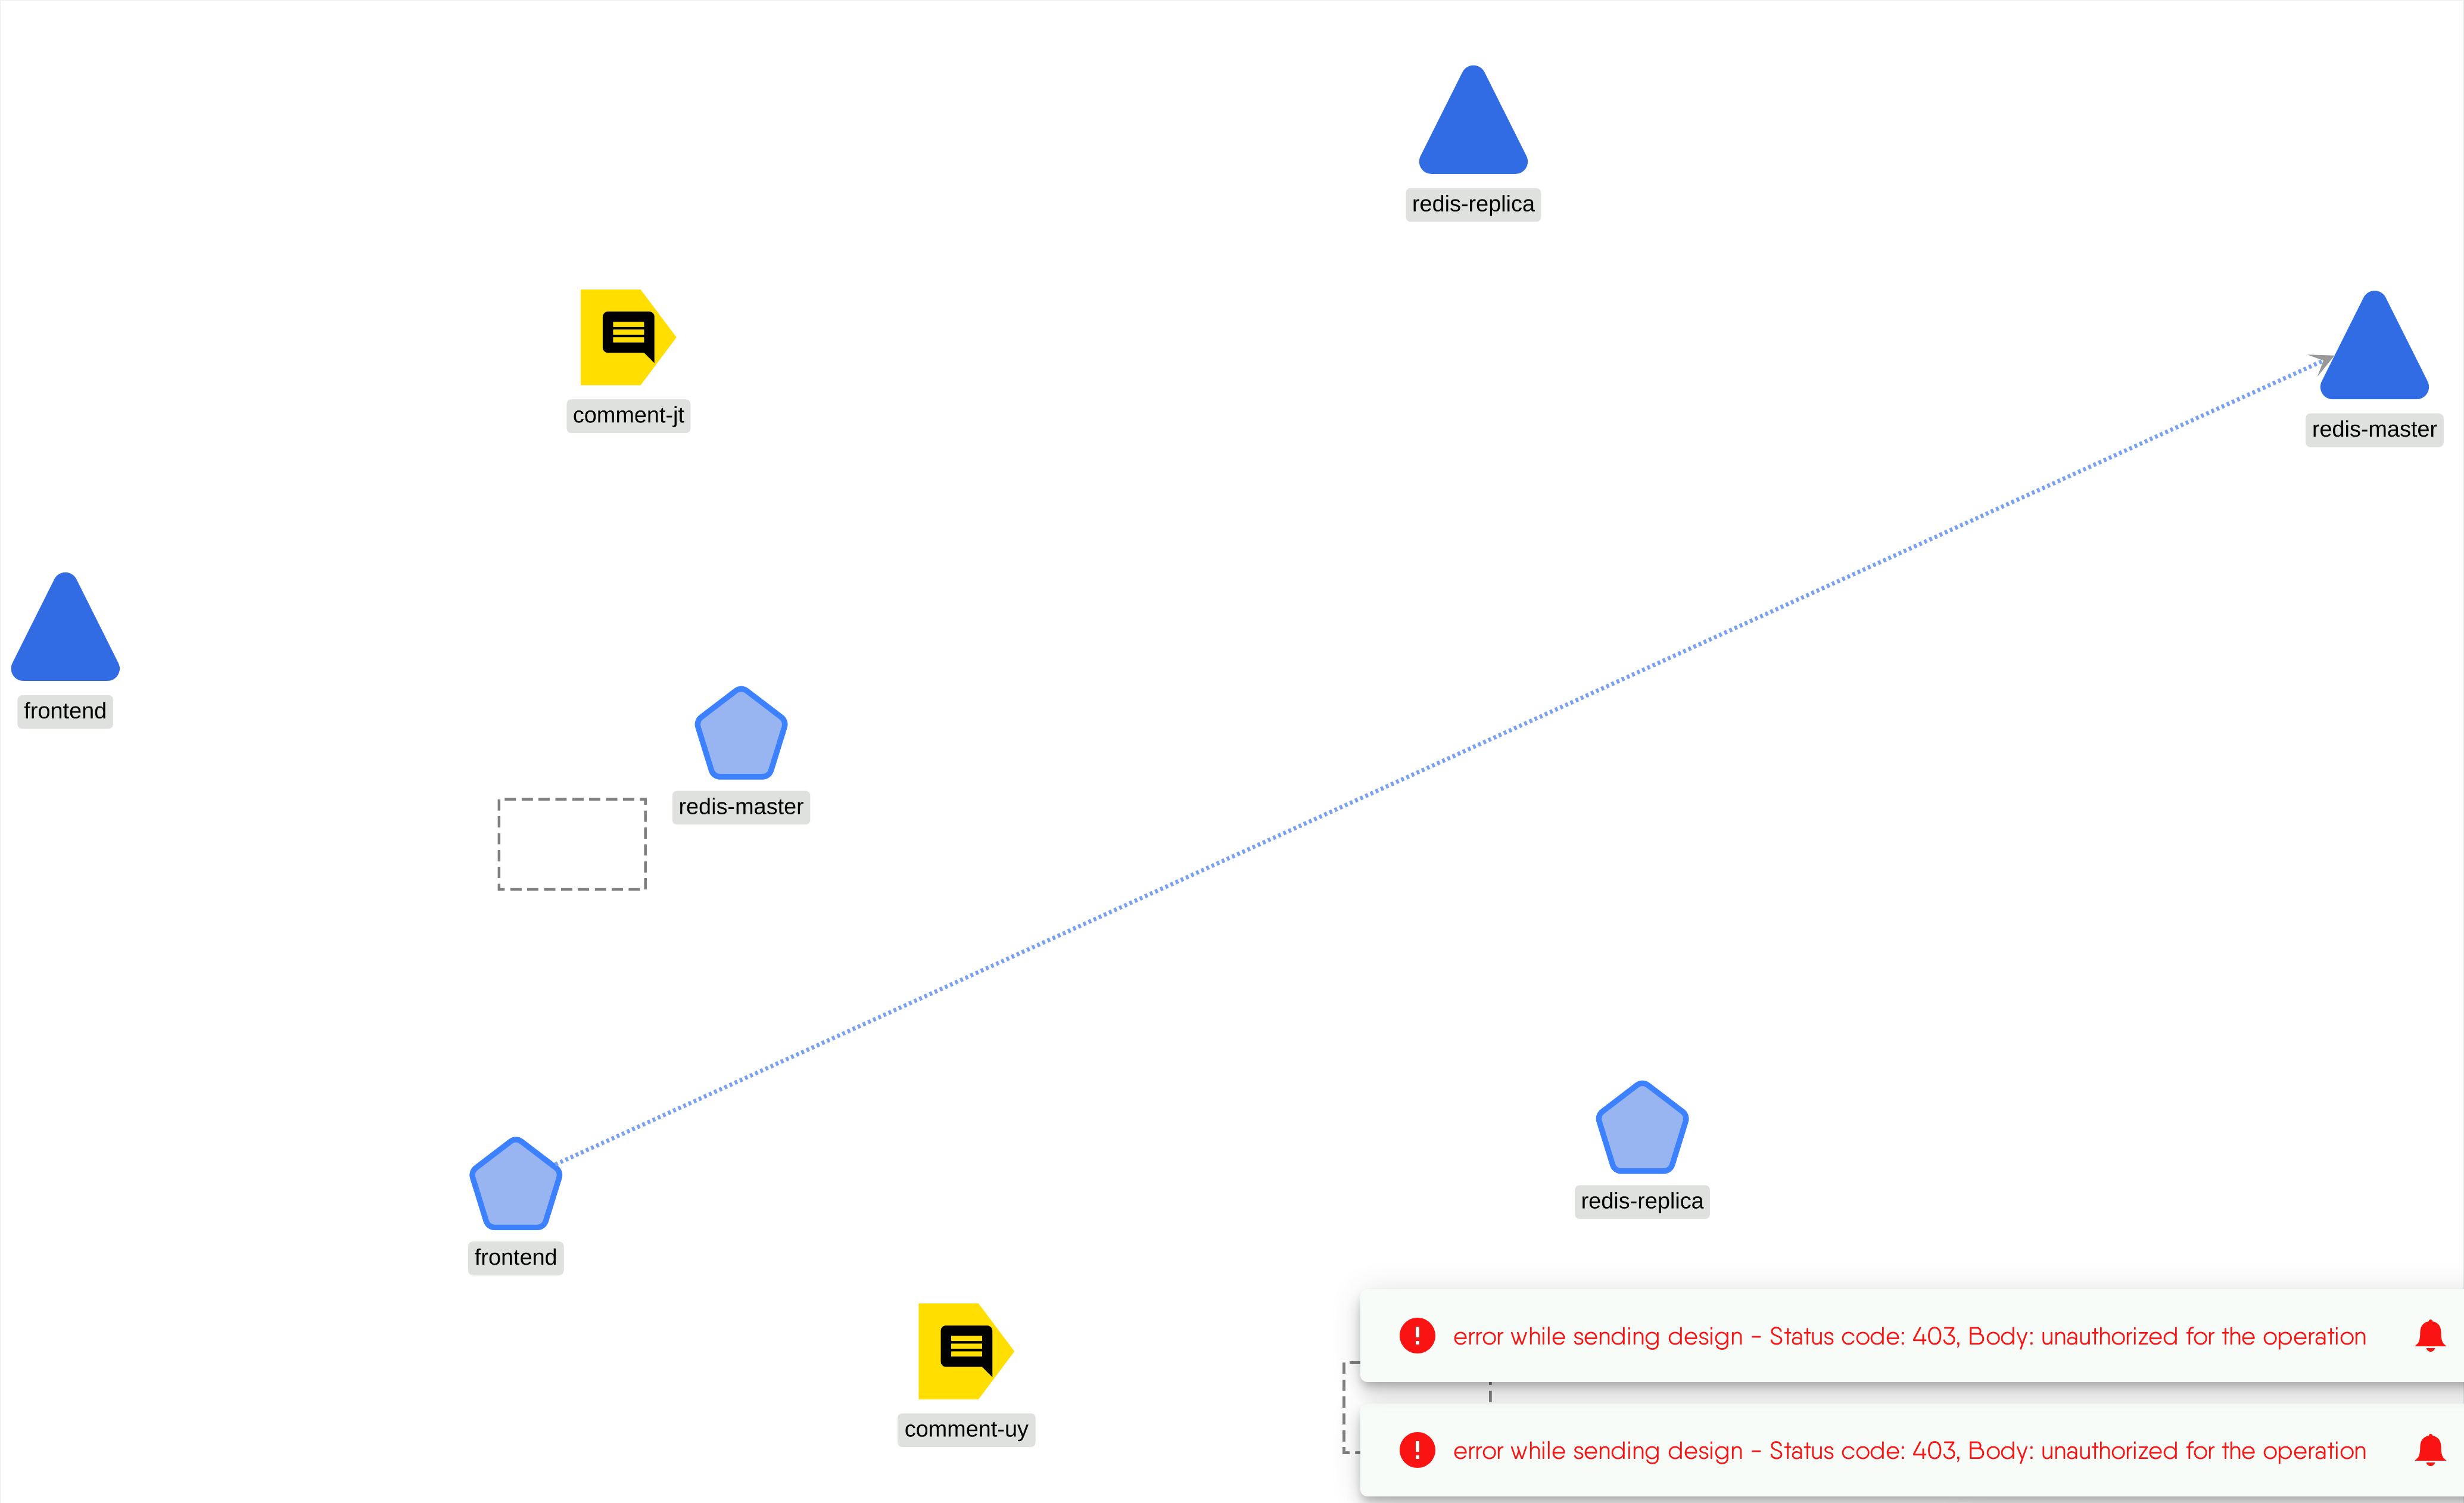 redis-replica
comment-jt
redis-master
frontend
redis-master
redis-replica
frontend
comment-uy
error while sending design - Status code: 403, Body: unauthorized for the operation
error while sending design - Status code: 403, Body: unauthorized for the operation